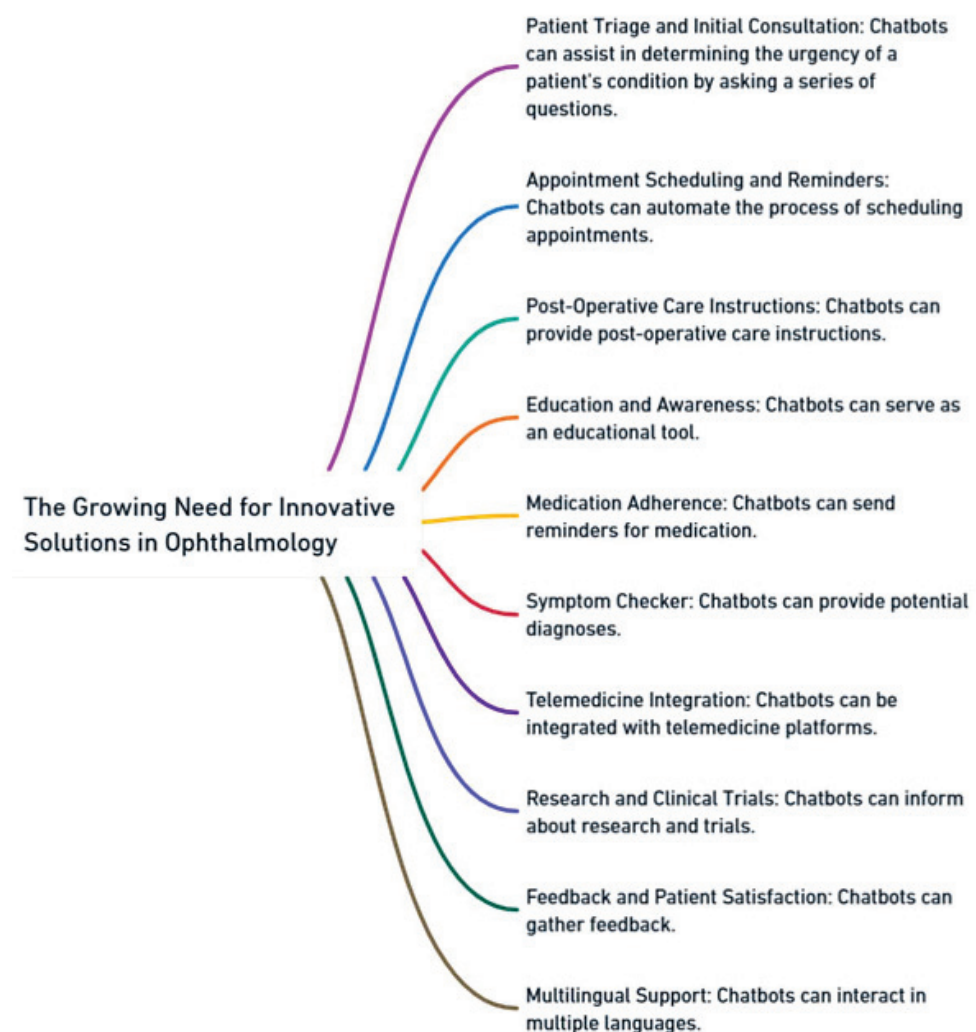 Patient Triage and Initial Consultation: Chatbots
can assist in determining the urgency of a
patient's condition by asking a series of
questions.
Appointment Scheduling and Reminders:
Chatbots can automate the process of scheduling
appointments.
Post-Operative Care Instructions: Chatbots can
provide post-operative care instructions.
Education and Awareness: Chatbots can serve as
an educational tool.
The Growing Need for Innovative
Solutions in Ophthalmology
Medication Adherence: Chatbots can send
reminders for medication.
Symptom Checker: Chatbots can provide potential
diagnoses.
Telemedicine Integration: Chatbots can be
integrated with telemedicine platforms.
Research and Clinical Trials: Chatbots can inform
about research and trials.
Feedback and Patient Satisfaction: Chatbots can
gather feedback.
Multilingual Support: Chatbots can interact in
multiple languages.